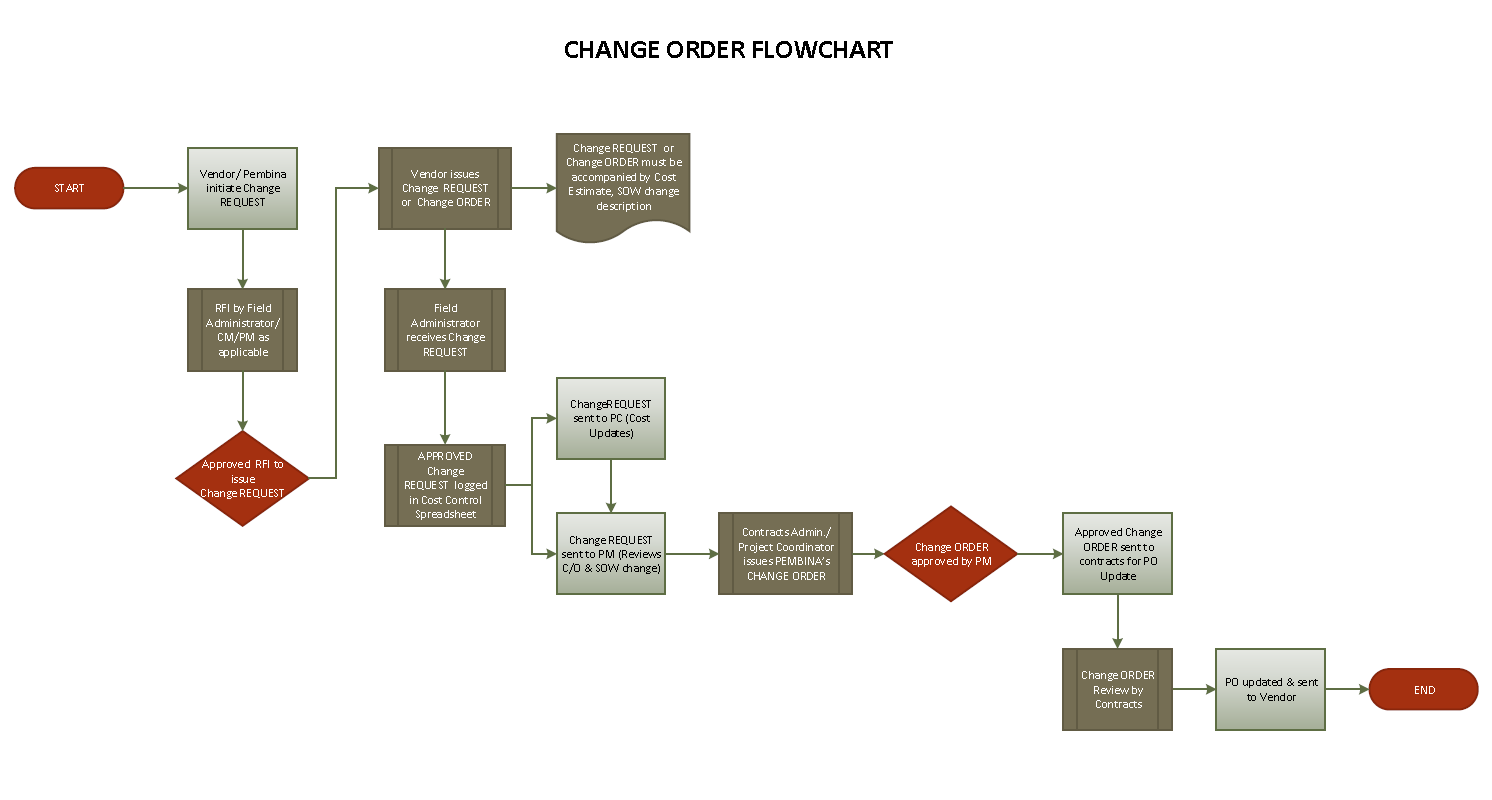 CHANGE ORDER FLOWCHART
START
Vendor/ Pembina
initiate Change
REQUEST
RFI by Field
Administrator/
CM/PM as
applicable
Approved RFI to
issue
Change REQUEST
Vendor issues
Change REQUEST
or Change ORDER
Change REQUEST or
Change ORDER must be
accompanied by Cost
Estimate, SOW change
description
Field
Administrator
receives Change
REQUEST
APPROVED
Change
REQUEST logged
in Cost Control
Spreadsheet
ChangeREQUEST
sent to PC (Cost
Updates)
Change REQUEST
sent to PM (Reviews
C/O & SOW change)
Contracts Admin./
Project Coordinator
issues PEMBINA's
CHANGE ORDER
Change ORDER
approved by PM
Approved Change
ORDER sent to
contracts for PO
Update
Change ORDER
Review by
Contracts
PO updated & sent
to Vendor
END